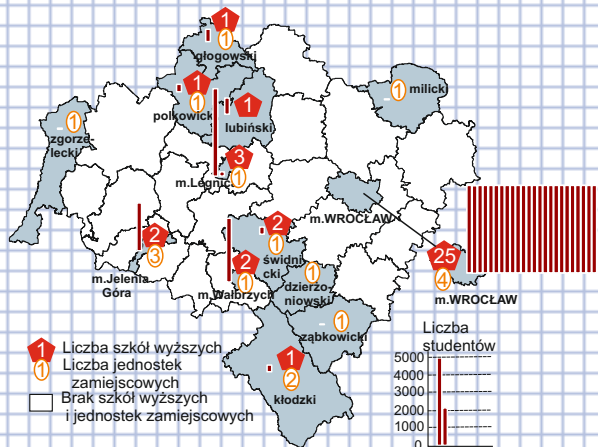 1
1
głogowski
1
1
polkowicki
1
lubiński
1
milicki
1
zgorze-
lecki
3
1
m.Legnica
m.WROCŁAW
2
3
m.Jelenia
Góra
2
1
świdni
cki
2
1
m.Wałbrzych
1
dzierżo-
niowski
25
4
m.WROCŁAW
1
ząbkowicki
1
2
kłodzki
1 Liczba szkół wyższych
1 Liczba jednostek
zamiejscowych
Brak szkół wyższych
i jednostek zamiejscowych
Liczba
studentów
5000
4000
3000
2000
1000
0